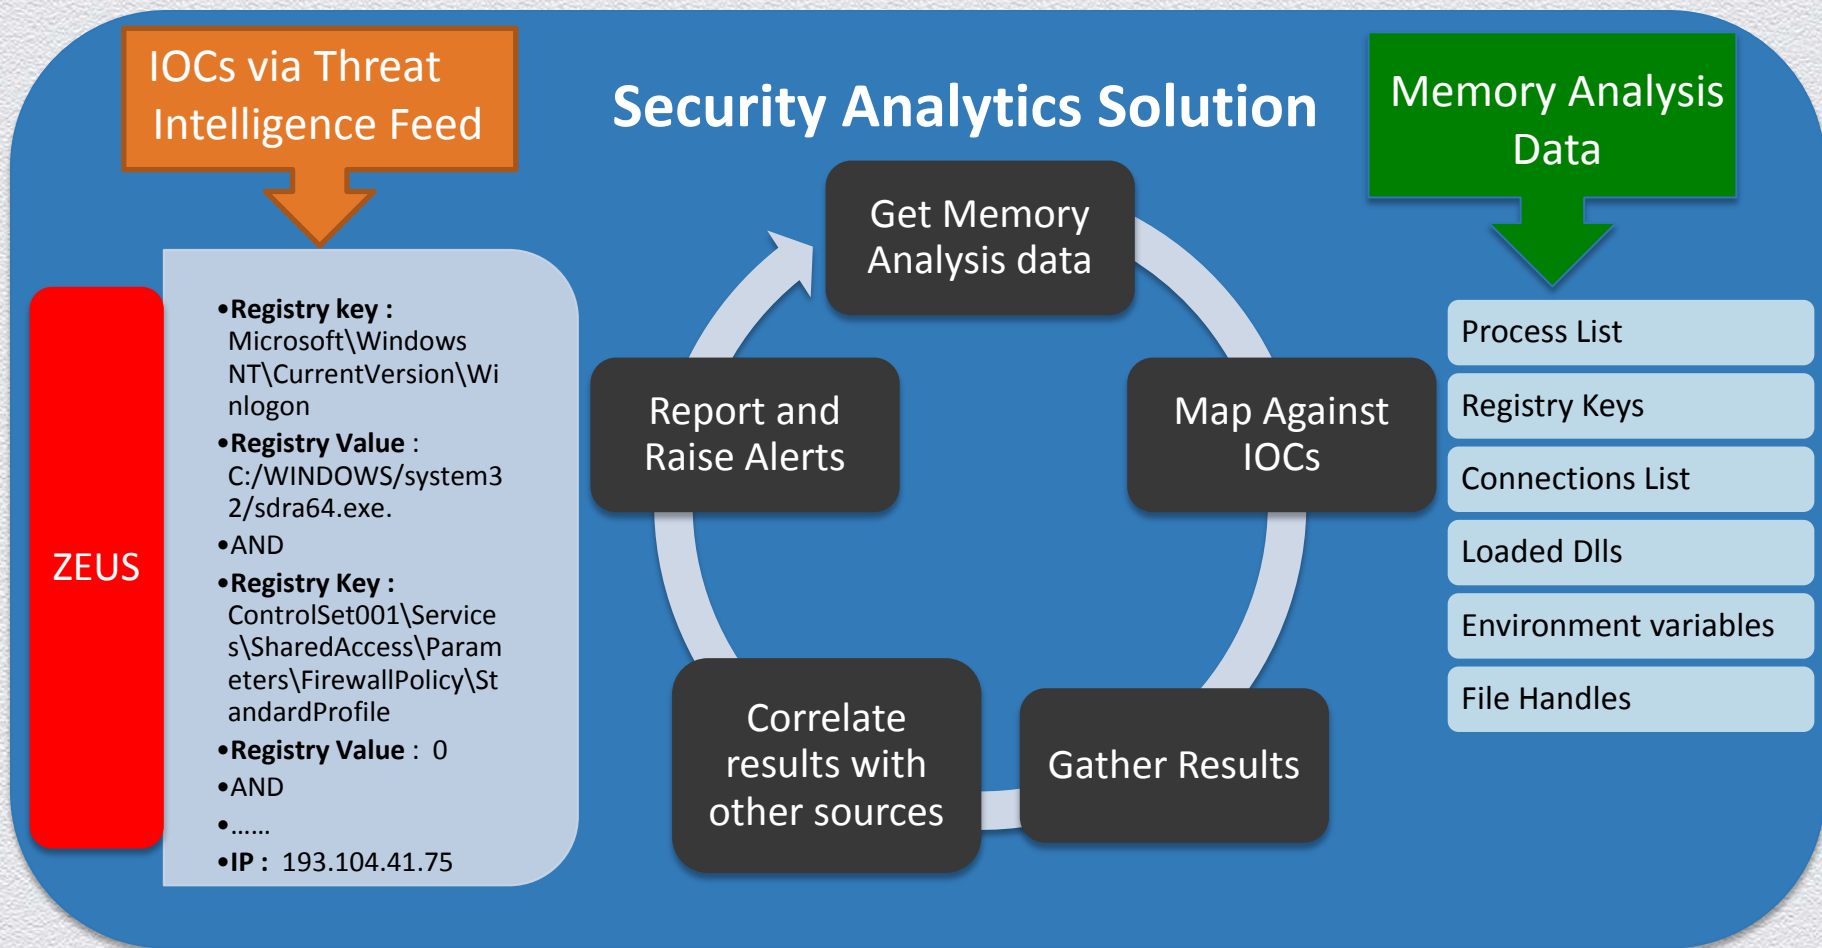 IOCs via Threat
Intelligence Feed
Security Analytics Solution
Memory Analysis
Data
ZEUS
•Registry key :
Microsoft\Windows
NT\CurrentVersion\Wi
nlogon
•Registry Value :
C:/WINDOWS/system3
2/sdra64.exe.
•AND
•Registry Key :
ControlSet001\Service
s\SharedAccess\Param
eters\FirewallPolicy\St
andardProfile
•Registry Value : 0
•AND
•......
•IP : 193.104.41.75
Get Memory
Analysis data
Map Against
IOCs
Gather Results
Correlate
results with
other sources
Report and
Raise Alerts
Process List
Registry Keys
Connections List
Loaded Dlls
Environment variables
File Handles